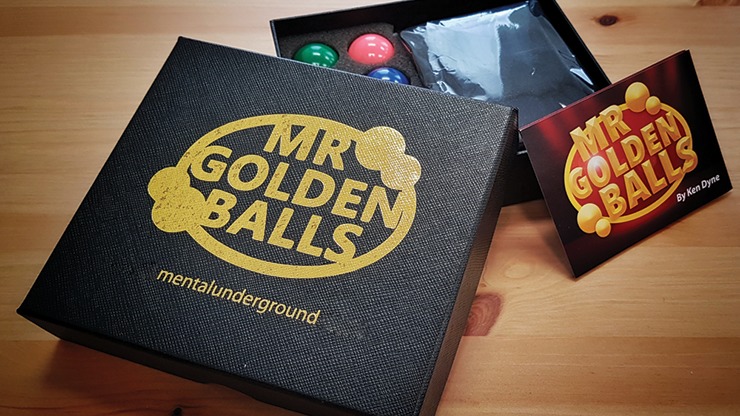 MR
GOLDEN
BALLS
mentalunderground
MR
GOLDEN
BALLS
By Ken Dyne